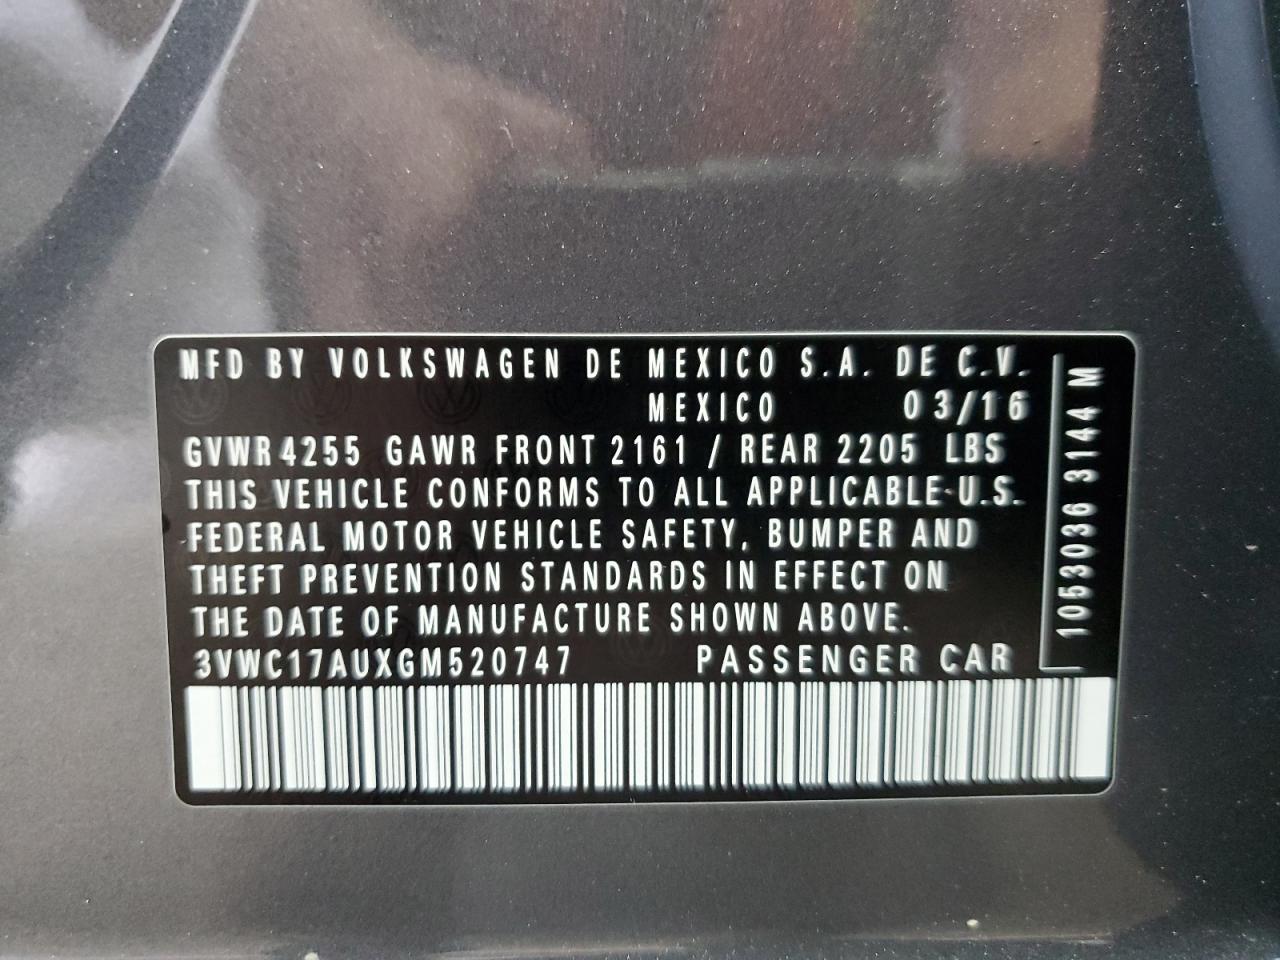 MFD BY VOLKSWAGEN DE MEXICO S.A. DE C.V.
MEXICO 03/16
GVWR 4255 GAWR FRONT 2161 / REAR 2205 LBS
THIS VEHICLE CONFORMS TO ALL APPLICABLE U.S.
FEDERAL MOTOR VEHICLE SAFETY, BUMPER AND
THEFT PREVENTION STANDARDS IN EFFECT ON
THE DATE OF MANUFACTURE SHOWN ABOVE.
3VWC17AUXGM520747 PASSENGER CAR
1053036 3144 M